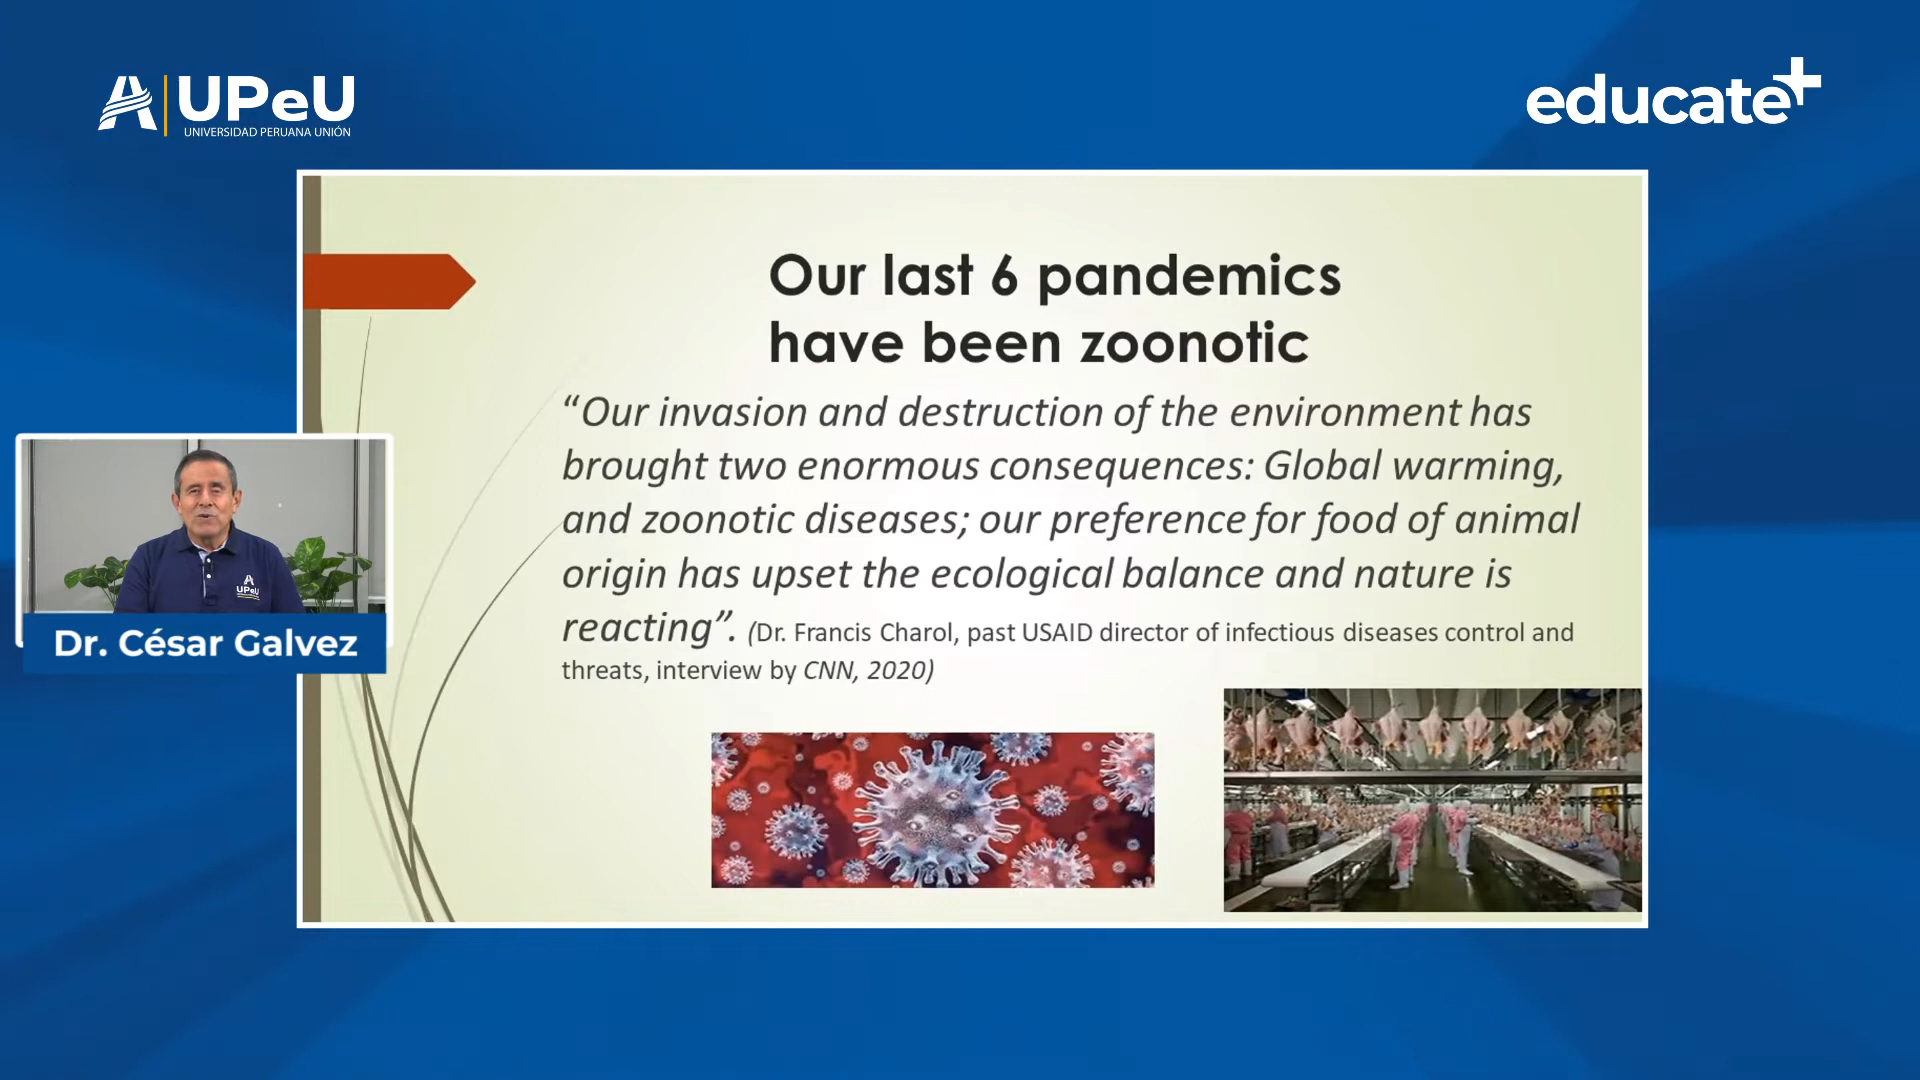 UPeU
UNIVERSIDAD PERUANA UNIÓN
educate+
Our last 6 pandemics
have been zoonotic
“Our invasion and destruction of the environment has
brought two enormous consequences: Global warming,
and zoonotic diseases; our preference for food of animal
origin has upset the ecological balance and nature is
reacting”. (Dr. Francis Charol, past USAID director of infectious diseases control and
threats, interview by CNN, 2020)
UPeU
Dr. César Galvez